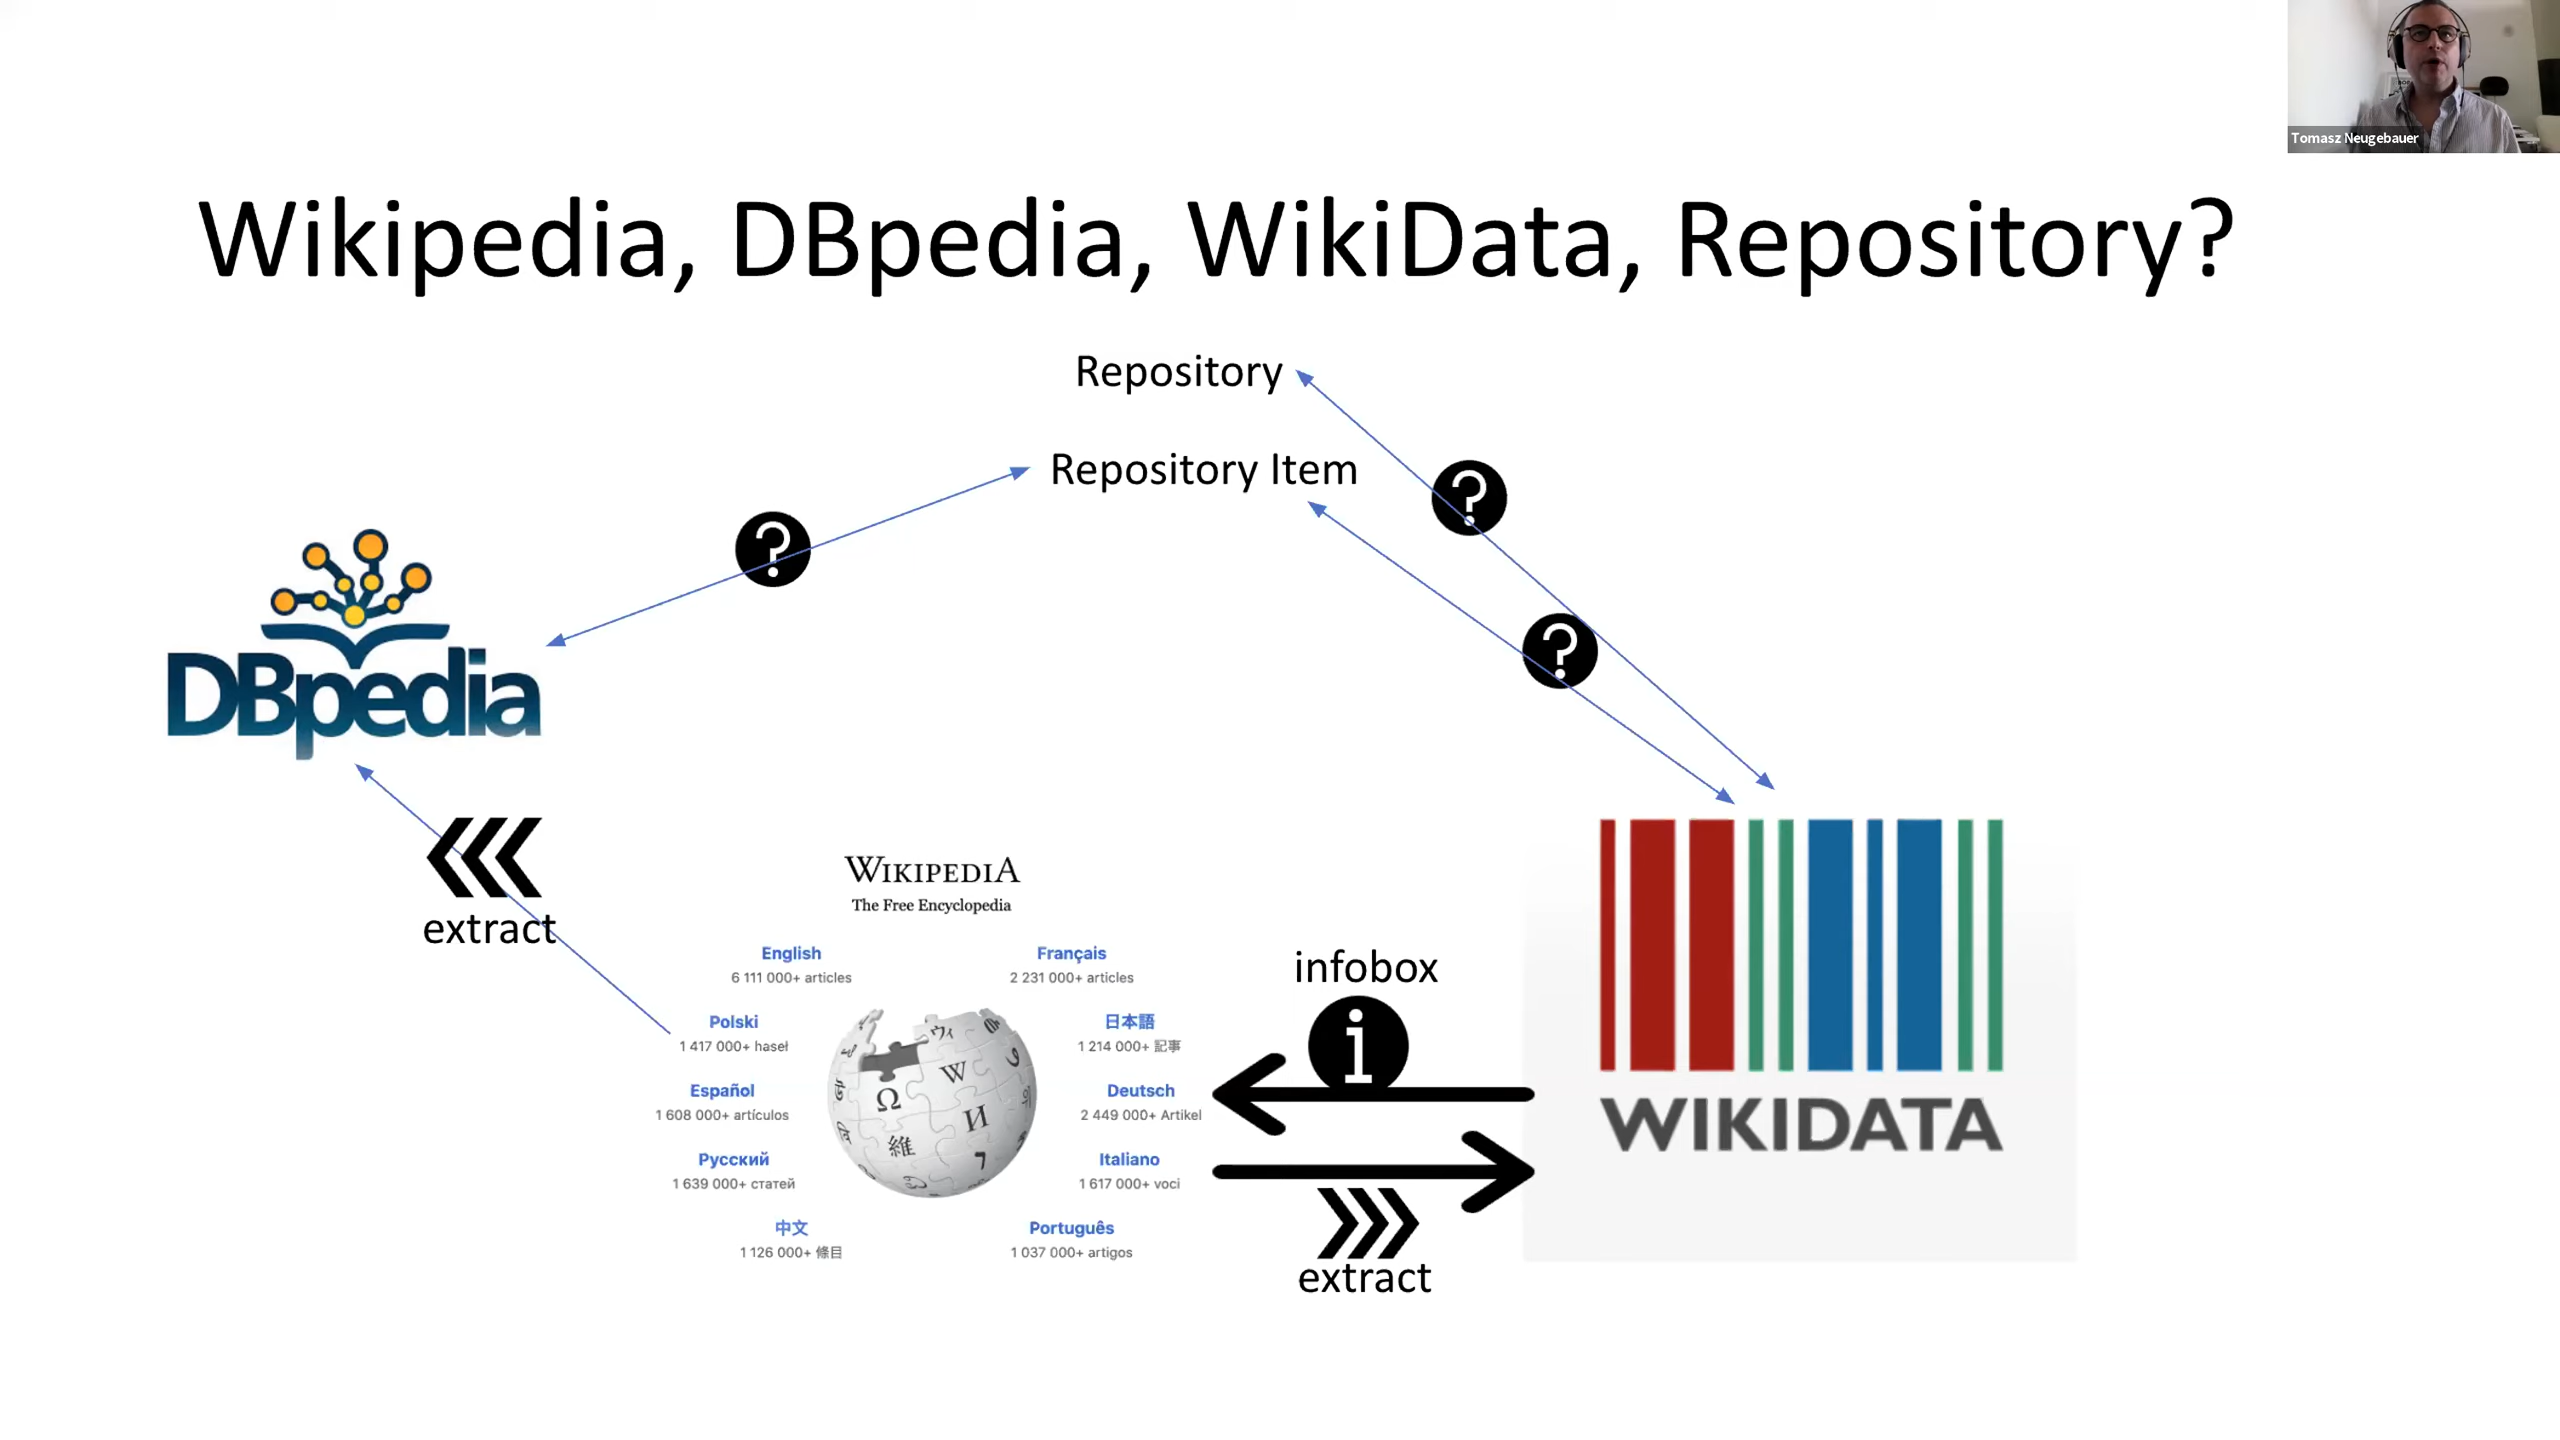 Tomasz Neugebauer
Wikipedia, DBpedia, WikiData, Repository?
Repository
Repository Item
DBpedia
extract
WIKIPEDIA
The Free Encyclopedia
English
6 111 000+ articles
Français
2 231 000+ articles
Polski
1 417 000+ haseł
日本語
1 214 000+ 記事
Español
1 608 000+ artículos
Deutsch
2 449 000+ Artikel
Русский
1 639 000+ статей
Italiano
1 617 000+ voci
中文
1 126 000+ 條目
Português
1 037 000+ artigos
infobox
extract
WIKIDATA